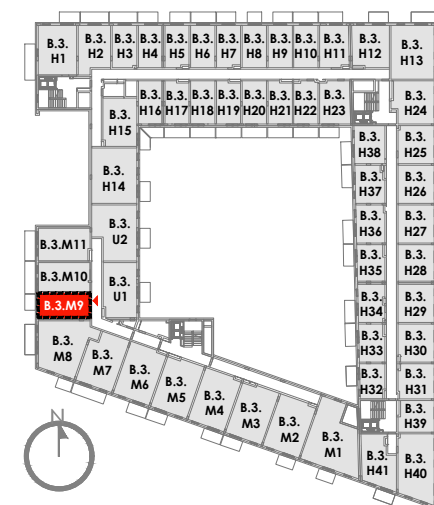 B.3. H1
B.3. H2
B.3. H3
B.3. H4
B.3. H5
B.3. H6
B.3. H7
B.3. H8
B.3. H9
B.3. H10
B.3. H11
B.3. H12
B.3. H13
B.3. H16
B.3. H17
B.3. H18
B.3. H19
B.3. H20
B.3. H21
B.3. H22
B.3. H23
B.3. H24
B.3. H15
B.3. H38
B.3. H25
B.3. H14
B.3. H37
B.3. H26
B.3. U2
B.3. H36
B.3. H27
B.3.M11
B.3. H35
B.3. H28
B.3.M10
B.3. U1
B.3. H34
B.3. H29
B.3.M9
B.3. H33
B.3. H30
B.3. M8
B.3. M7
B.3. M6
B.3. M5
B.3. M4
B.3. M3
B.3. M2
B.3. M1
B.3. H32
B.3. H31
B.3. H39
B.3. H41
B.3. H40
N